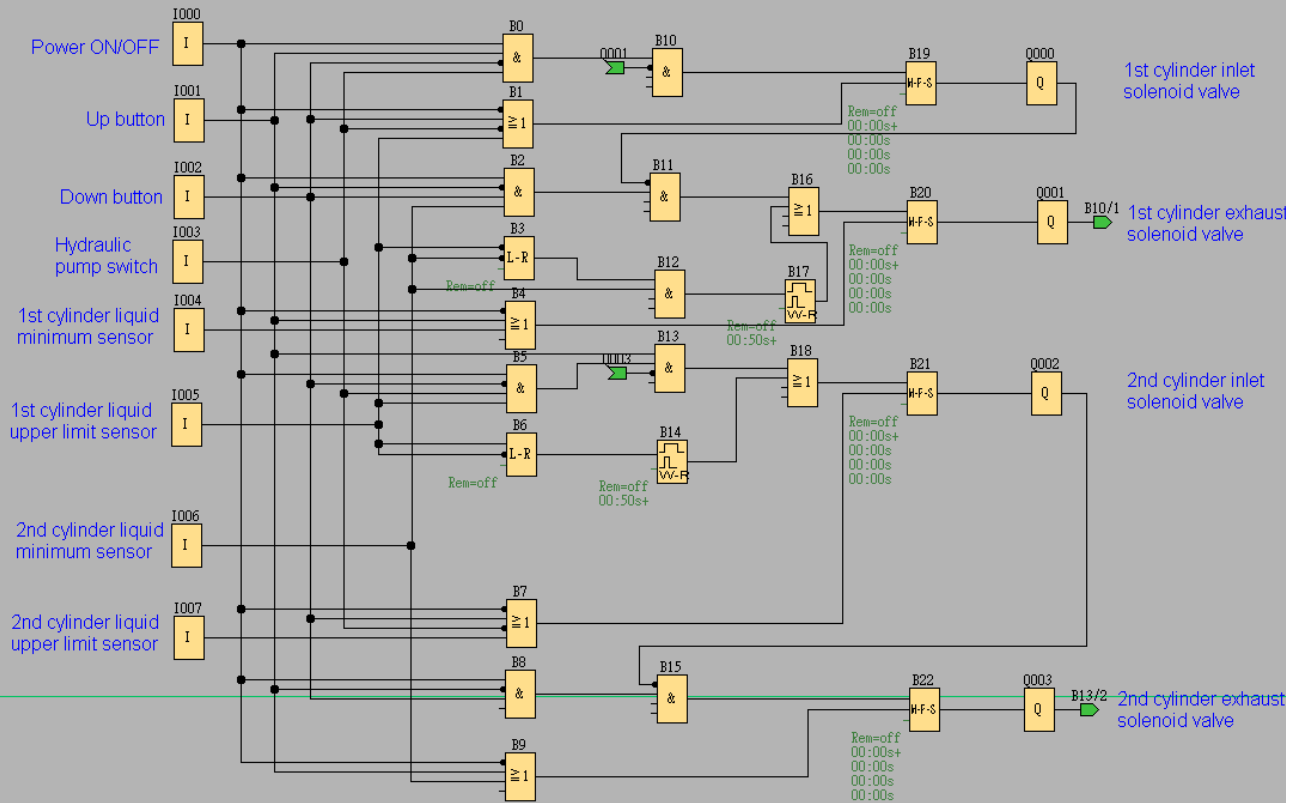 I000
Power ON/OFF
I
I001
Up button
I
I002
Down button
I
I003
Hydraulic
pump switch
I
I004
1st cylinder liquid
minimum sensor
I
I005
1st cylinder liquid
upper limit sensor
I
I006
2nd cylinder liquid
minimum sensor
I
I007
2nd cylinder liquid
upper limit sensor
I
B0
&
B1
≧1
B2
&
B3
L-R
Rem=off
B4
≧1
B5
&
B6
L-R
Rem=off
B7
≧1
B8
&
B9
≧1
Q001
B10
&
B11
&
B12
&
B13
&
Q003
B14
W-R
Rem=off
00:50s+
B15
&
B16
≧1
B17
W-R
Rem=off
00:50s+
B18
≧1
B19
W-F-S
Rem=off
00:00s+
00:00s
00:00s
00:00s
B20
W-F-S
Rem=off
00:00s+
00:00s
00:00s
00:00s
B21
W-F-S
Rem=off
00:00s+
00:00s
00:00s
00:00s
B22
W-F-S
Rem=off
00:00s+
00:00s
00:00s
00:00s
Q000
Q
1st cylinder inlet
solenoid valve
Q001
Q
B10/1
1st cylinder exhaust
solenoid valve
Q002
Q
2nd cylinder inlet
solenoid valve
Q003
Q
B13/2
2nd cylinder exhaust
solenoid valve